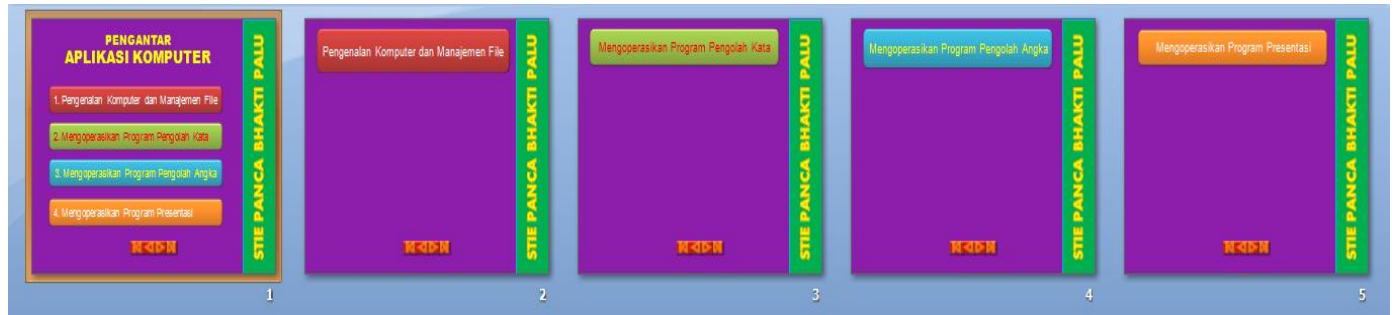 PENGANTAR
APLIKASI KOMPUTER
1. Pengenalan Komputer dan Manajemen File
2. Mengoperasikan Program Pengolah Kata
3. Mengoperasikan Program Pengolah Angka
4. Mengoperasikan Program Presentasi
STIE PANCA BHAKTI PALU
1
Pengenalan Komputer dan Manajemen File
STIE PANCA BHAKTI PALU
2
Mengoperasikan Program Pengolah Kata
STIE PANCA BHAKTI PALU
3
Mengoperasikan Program Pengolah Angka
STIE PANCA BHAKTI PALU
4
Mengoperasikan Program Presentasi
STIE PANCA BHAKTI PALU
5